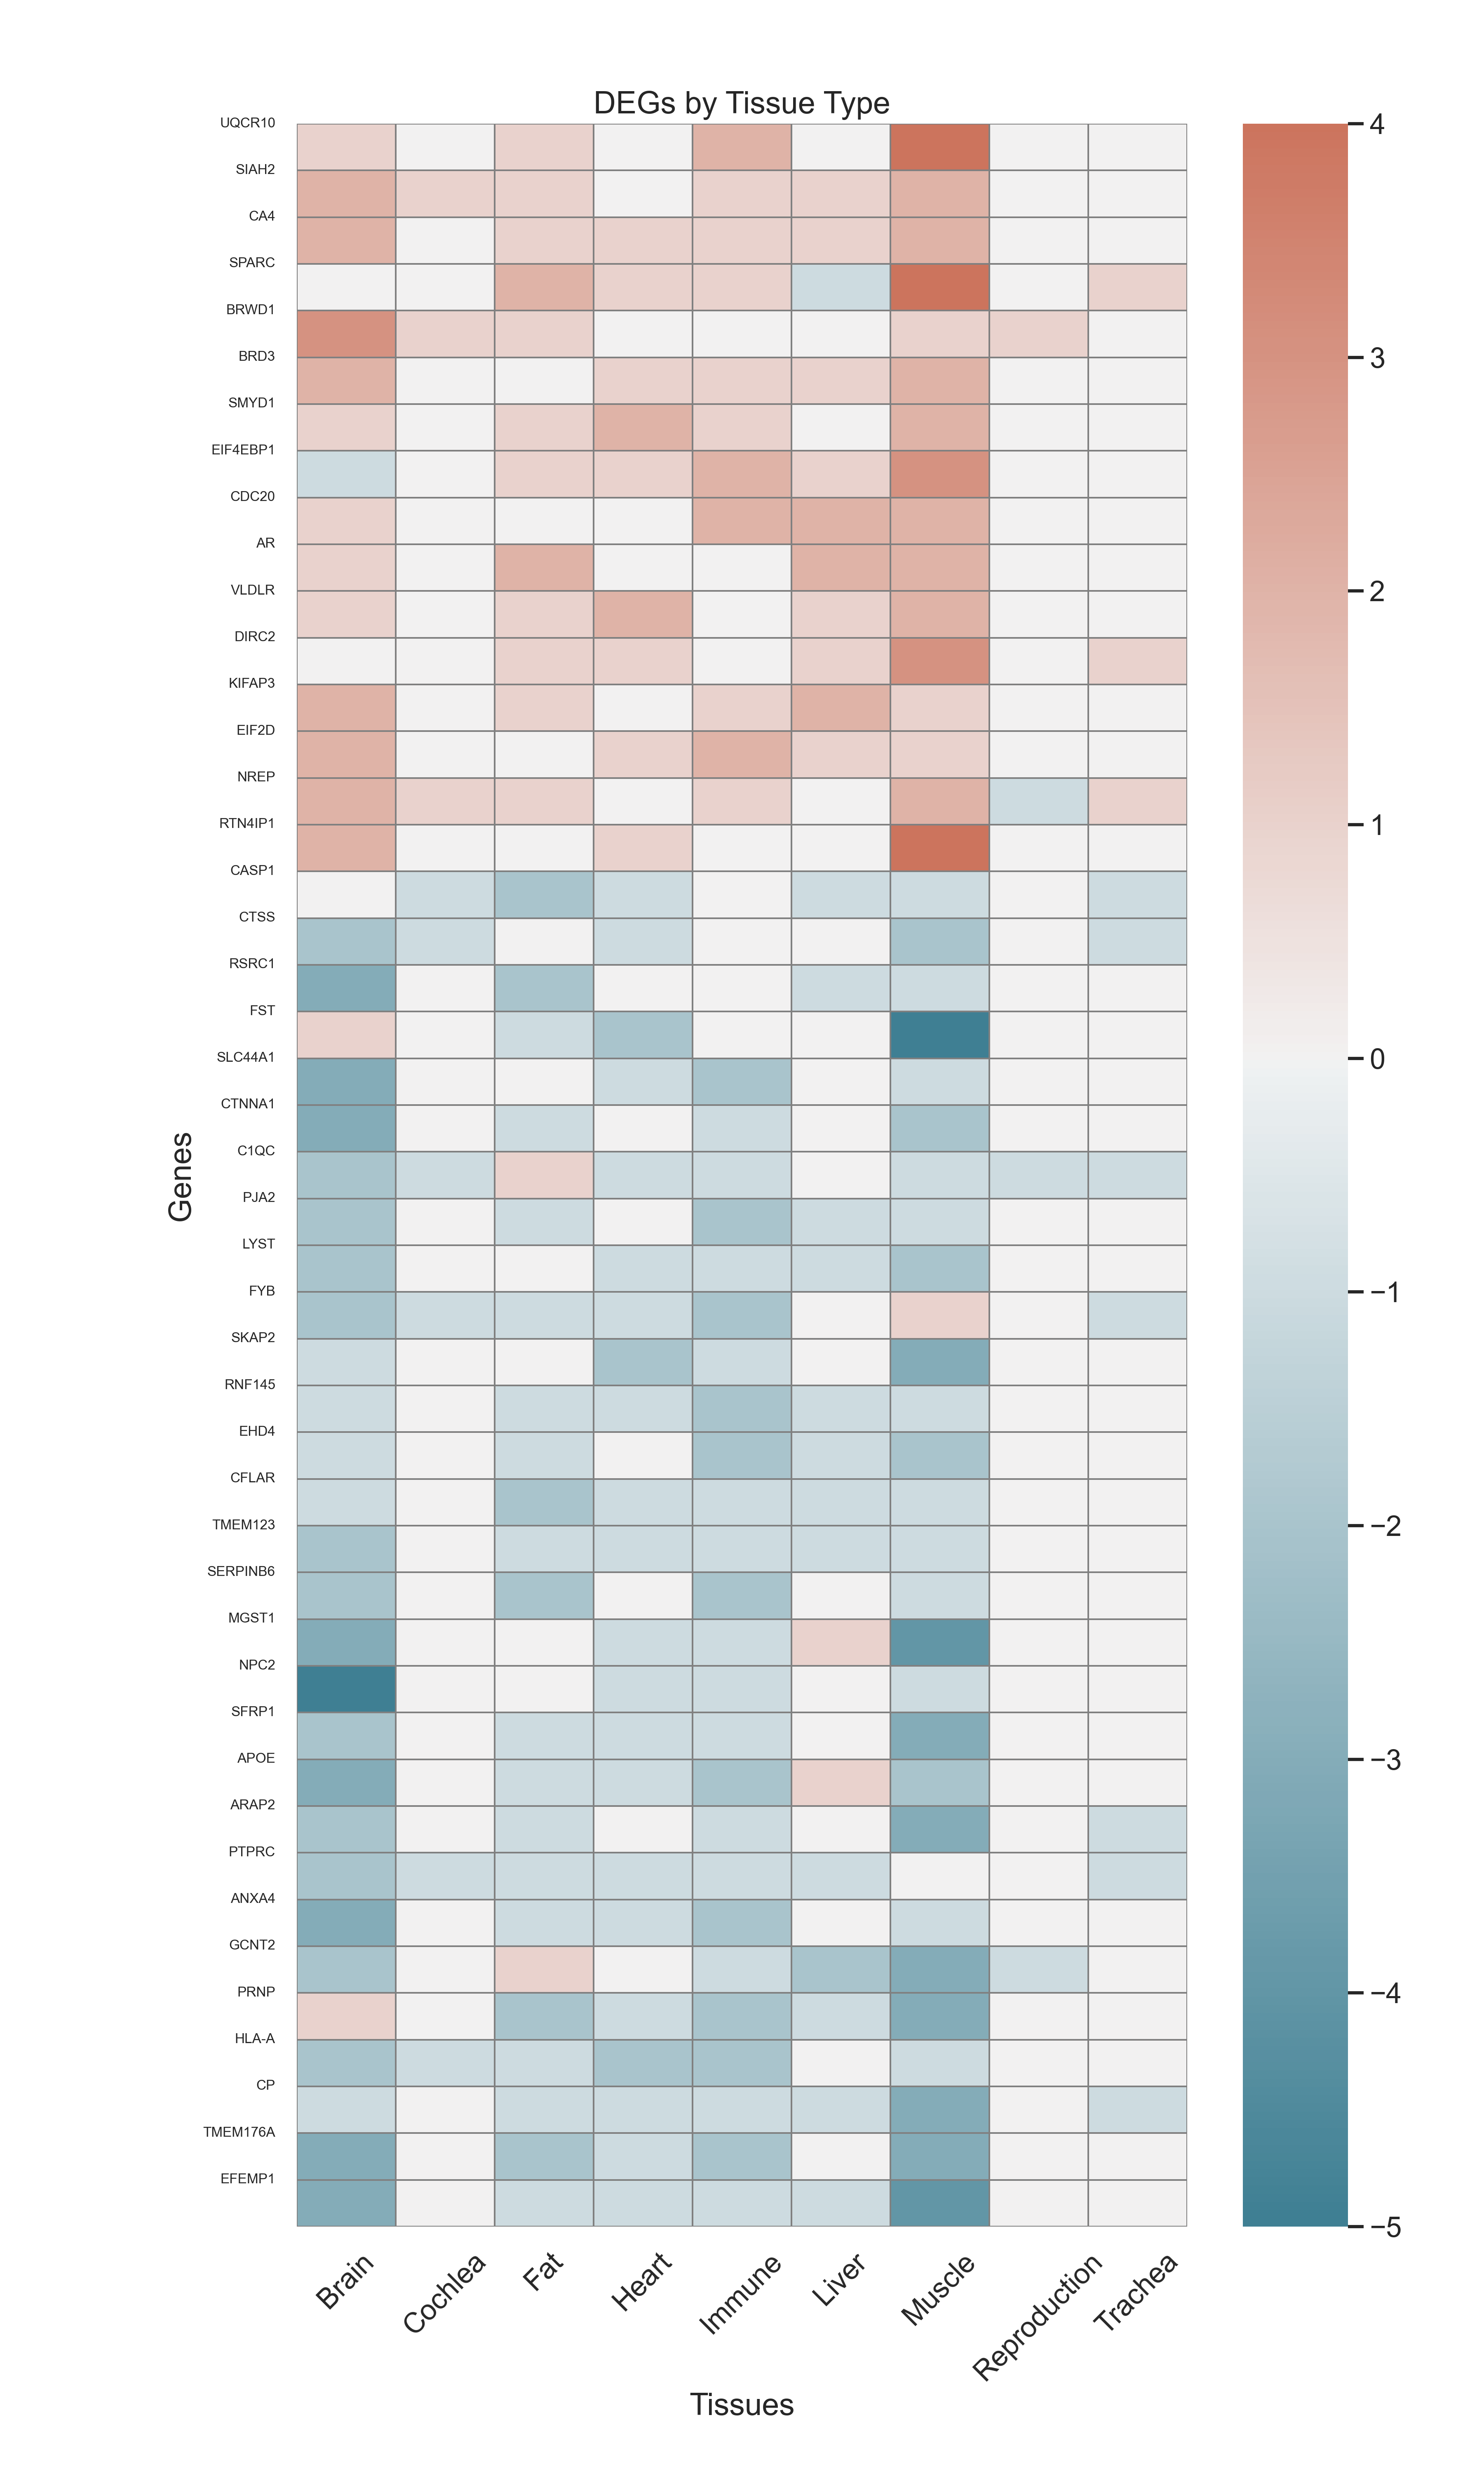 DEGs by Tissue Type
UQCR10
SIAH2
CA4
SPARC
BRWD1
BRD3
SMYD1
EIF4EBP1
CDC20
AR
VLDLR
DIRC2
KIFAP3
EIF2D
NREP
RTN4IP1
CASP1
CTSS
RSRC1
FST
SLC44A1
CTNNA1
C1QC
PJA2
LYST
FYB
SKAP2
RNF145
EHD4
CFLAR
TMEM123
SERPINB6
MGST1
NPC2
SFRP1
APOE
ARAP2
PTPRC
ANXA4
GCNT2
PRNP
HLA-A
CP
TMEM176A
EFEMP1
Genes
Brain
Cochlea
Fat
Heart
Immune
Liver
Muscle
Reproduction
Trachea
Tissues
4
3
2
1
0
−1
−2
−3
−4
−5